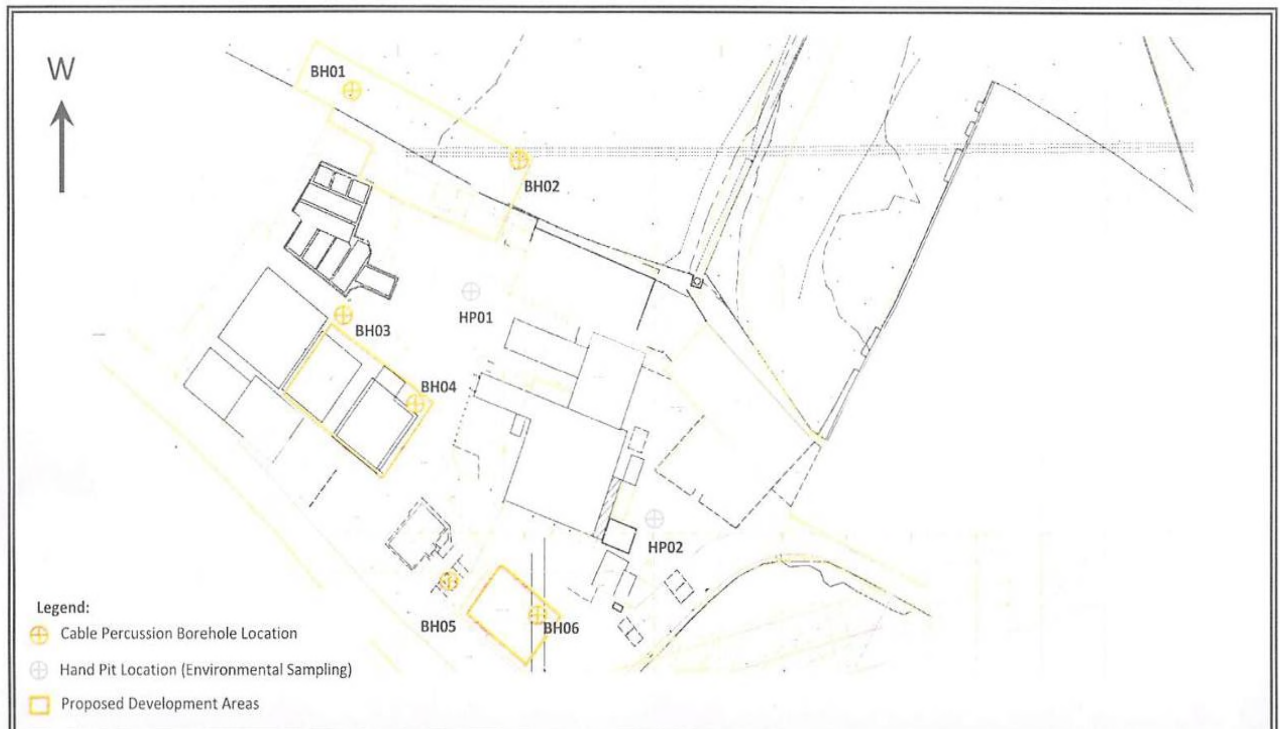 W
BH01
BH02
HP01
BH03
BH04
HP02
BH05
BH06
Legend:
Cable Percussion Borehole Location
Hand Pit Location (Environmental Sampling)
Proposed Development Areas